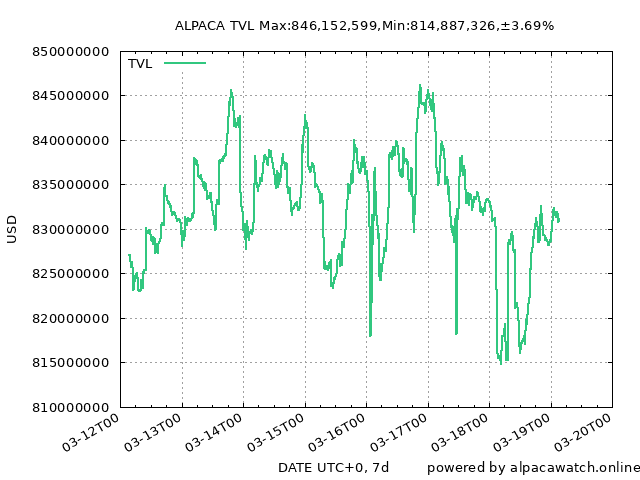 ALPACA TVL Max:846,152,599,Min:814,887,326,±3.69%
TVL
850000000
845000000
840000000
835000000
830000000
825000000
820000000
815000000
810000000
USD
03-12T00
03-13T00
03-14T00
03-15T00
03-16T00
03-17T00
03-18T00
03-19T00
03-20T00
DATE UTC+0, 7d
powered by alpacawatch.online